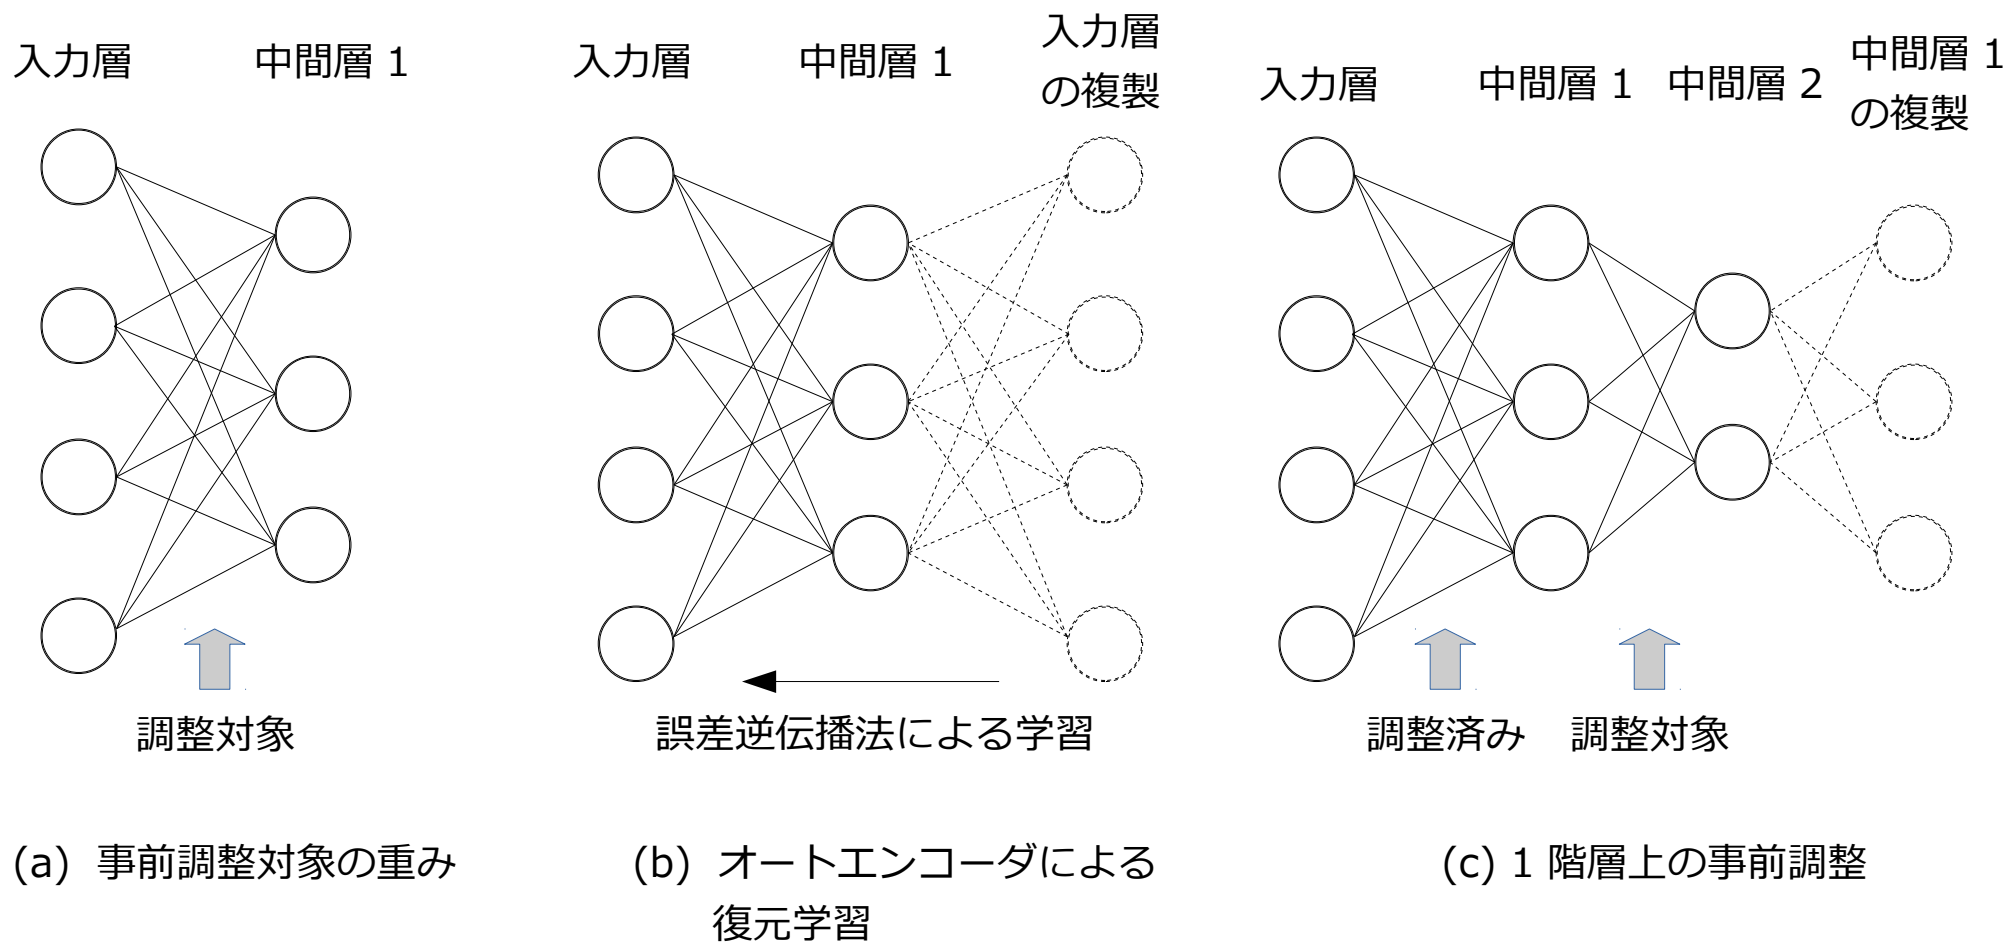 入力層
中間層 1
調整対象
(a) 事前調整対象の重み
入力層
中間層 1
入力層
の複製
誤差逆伝播法による学習
(b) オートエンコーダによる
復元学習
入力層
中間層 1
中間層 2
中間層 1
の複製
調整済み
調整対象
(c) 1 階層上の事前調整